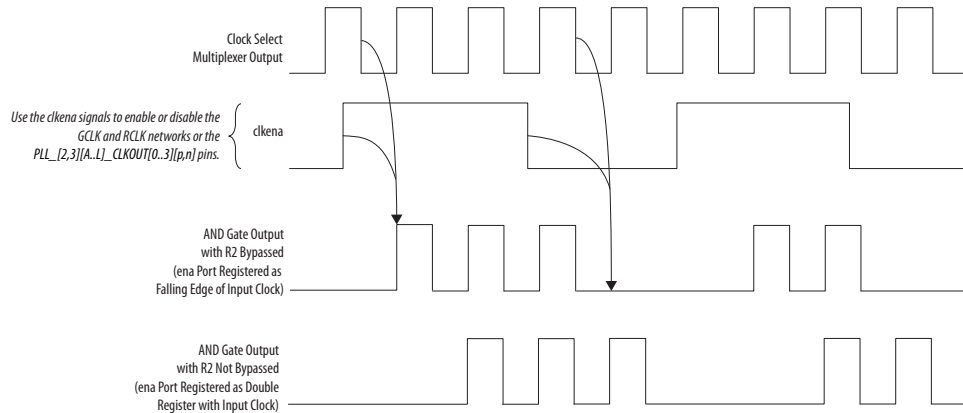 Clock Select
Multiplexer Output
Use the clkena signals to enable or disable the
GCLK and RCLK networks or the
PLL_[2,3][A..L]_CLKOUT[0..3][p,n] pins.
clkena
AND Gate Output
with R2 Bypassed
(ena Port Registered as
Falling Edge of Input Clock)
AND Gate Output
with R2 Not Bypassed
(ena Port Registered as Double
Register with Input Clock)